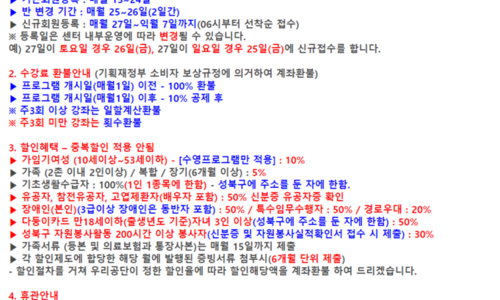 ▶ 반 변경 기간 : 매월 25~26일(2일간)
▶ 신규회원등록 : 매월 27일~익월 7일까지(06시부터 선착순 접수)
※ 등록일은 센터 내부운영에 따라 변경될 수 있습니다.
예) 27일이 토요일 경우 26일(금), 27일이 일요일 경우 25일(금)에 신규접수를 합니다.
2. 수강료 환불안내 (기획재정부 소비자 보상규정에 의거하여 계좌환불)
▶ 프로그램 개시일(매월1일) 이전 - 100% 환불
▶ 프로그램 개시일(매월1일) 이후 - 10% 공제 후
※ 주3회 이상 강좌는 일할계산환불
※ 주3회 미만 강좌는 횟수환불
3. 할인혜택 ~ 중복할인 적용 안됨
▶ 가임기여성 (10세이상~53세이하) - [수영프로그램만 적용] : 10%
▶ 가족 (2촌 이내 2인이상) / 복합 / 장기(6개월 이상) : 5%
▶ 기초생활수급자 : 100%(1인 1종목에 한함) - 성북구에 주소를 둔 자에 한함.
▶ 유공자, 참전유공자, 고엽제환자(배우자 포함) : 50% 신분증 유공자증 확인
▶ 장애인(본인)(3급이상 장애인은 동반자 포함) : 50% / 특수임무수행자 : 50% / 경로우대 : 20%
▶ 다둥이카드 만18세이하(출생년도 기준)자녀 3인 이상(성북구에 주소를 둔 자에 한함) : 50%
▶ 성북구 자원봉사활동 200시간 이상 봉사자(신분증 및 자원봉사실적확인서 접수 시 제출) : 30%
▶ 가족서류 (등본 및 의료보험과 통장사본)는 매월 15일까지 제출
▶ 각 할인제도에 합당한 해당 월에 발행된 증빙서류 첨부시(6개월 단위 제출)
- 할인절차를 거쳐 우리공단이 정한 할인율에 따라 할인해당액을 계좌환불 하여 드리겠습니다.
4. 휴관안내